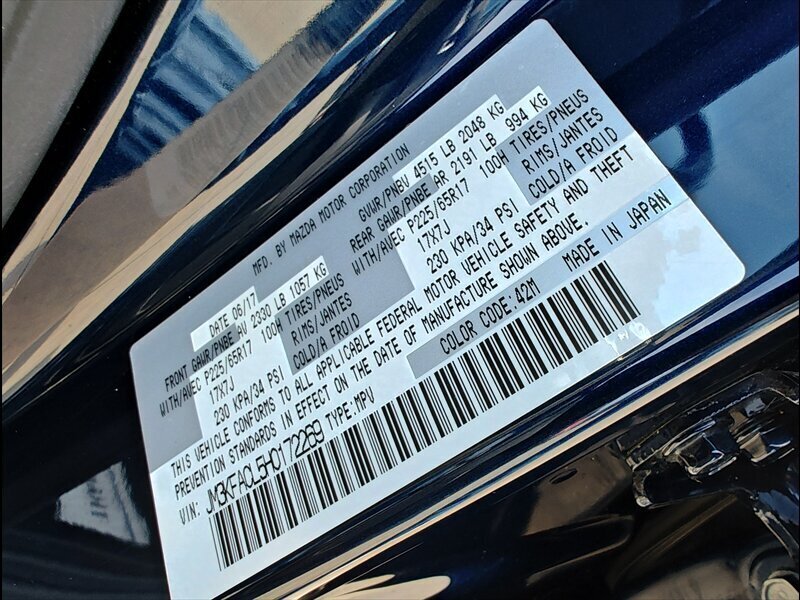 MFD. BY MAZDA MOTOR CORPORATION
DATE 06/17 GVWR/PNBV 4515 LB 2048 KG
FRONT GAWR/PNBE AV 2330 LB 1057 KG REAR GAWR/PNBE AR 2191 LB 994 KG
WITH/AVEC P225/65R17 100H TIRES/PNEUS WITH/AVEC P225/65R17 100H TIRES/PNEUS
17X7J RIMS/JANTES 17X7J RIMS/JANTES
230 KPA/34 PSI COLD/A FROID 230 KPA/34 PSI COLD/A FROID
THIS VEHICLE CONFORMS TO ALL APPLICABLE FEDERAL MOTOR VEHICLE SAFETY AND THEFT
PREVENTION STANDARDS IN EFFECT ON THE DATE OF MANUFACTURE SHOWN ABOVE.
VIN: JM3KFACL5H0172269 TYPE:MPV COLOR CODE:42M MADE IN JAPAN